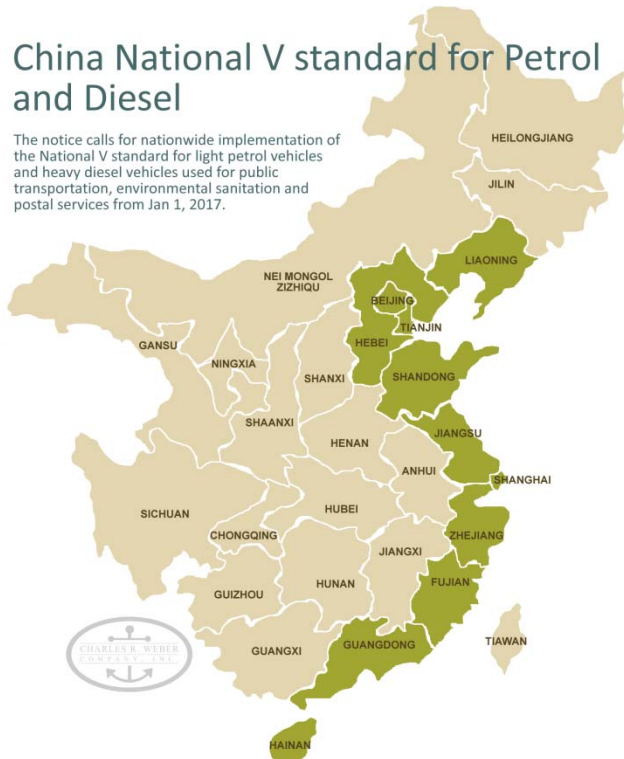 China National V standard for Petrol
and Diesel
The notice calls for nationwide implementation of
the National V standard for light petrol vehicles
and heavy diesel vehicles used for public
transportation, environmental sanitation and
postal services from Jan 1, 2017.
HEILONGJIANG
JILIN
LIAONING
NEI MONGOL
ZIZHIQU
BEIJING
TIANJIN
HEBEI
GANSU
NINGXIA
SHANXI
SHANDONG
SHAANXI
HENAN
JIANGSU
ANHUI
SHANGHAI
SICHUAN
HUBEI
CHONGQING
ZHEJIANG
JIANGXI
GUIZHOU
HUNAN
FUJIAN
CHARLES R. WEBER
COMPANY, INC.
GUANGXI
GUANGDONG
TIAWAN
HAINAN